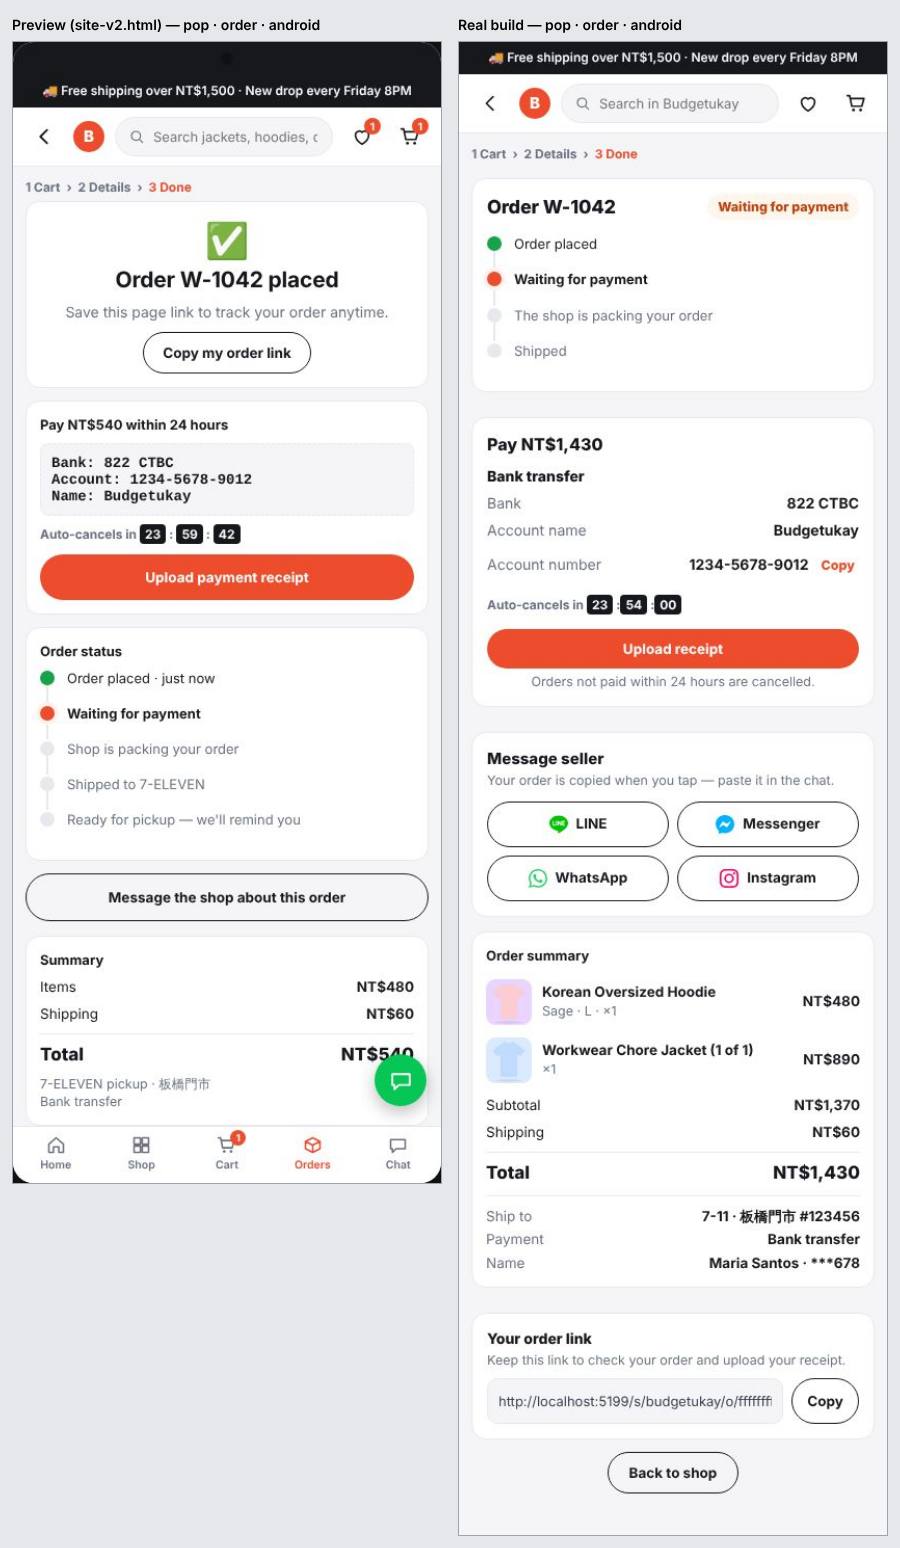 Preview (site-v2.html) — pop · order · android
🚚 Free shipping over NT$1,500 · New drop every Friday 8PM
B
Search jackets, hoodies, c
1
1
1 Cart › 2 Details › 3 Done
Order W-1042 placed
Save this page link to track your order anytime.
Copy my order link
Pay NT$540 within 24 hours
Bank: 822 CTBC
Account: 1234-5678-9012
Name: Budgetukay
Auto-cancels in 23 : 59 : 42
Upload payment receipt
Order status
Order placed · just now
Waiting for payment
Shop is packing your order
Shipped to 7-ELEVEN
Ready for pickup — we'll remind you
Message the shop about this order
Summary
Items NT$480
Shipping NT$60
Total NT$540
7-ELEVEN pickup · 板橋門市
Bank transfer
1
Home Shop Cart Orders Chat
Real build — pop · order · android
🚚 Free shipping over NT$1,500 · New drop every Friday 8PM
B
Search in Budgetukay
1 Cart › 2 Details › 3 Done
Order W-1042 Waiting for payment
Order placed
Waiting for payment
The shop is packing your order
Shipped
Pay NT$1,430
Bank transfer
Bank 822 CTBC
Account name Budgetukay
Account number 1234-5678-9012 Copy
Auto-cancels in 23 : 54 : 00
Upload receipt
Orders not paid within 24 hours are cancelled.
Message seller
Your order is copied when you tap — paste it in the chat.
LINE LINE Messenger
WhatsApp Instagram
Order summary
Korean Oversized Hoodie NT$480
Sage · L · ×1
Workwear Chore Jacket (1 of 1) NT$890
×1
Subtotal NT$1,370
Shipping NT$60
Total NT$1,430
Ship to 7-11 · 板橋門市 #123456
Payment Bank transfer
Name Maria Santos · ***678
Your order link
Keep this link to check your order and upload your receipt.
http://localhost:5199/s/budgetukay/o/fffffff Copy
Back to shop